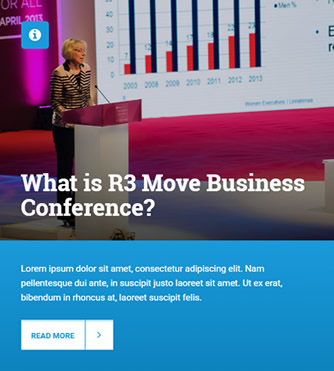 OR ALL
APRIL 2013
Men %
2005 2008 2009 2010 2011 2012 2013
What is R3 Move Business
Conference?
Lorem ipsum dolor sit amet, consectetur adipiscing elit. Nam
pellentesque dui ante, in suscipit justo laoreet sit amet. Ut ex erat,
bibendum in rhoncus at, laoreet suscipit felis.
READ MORE